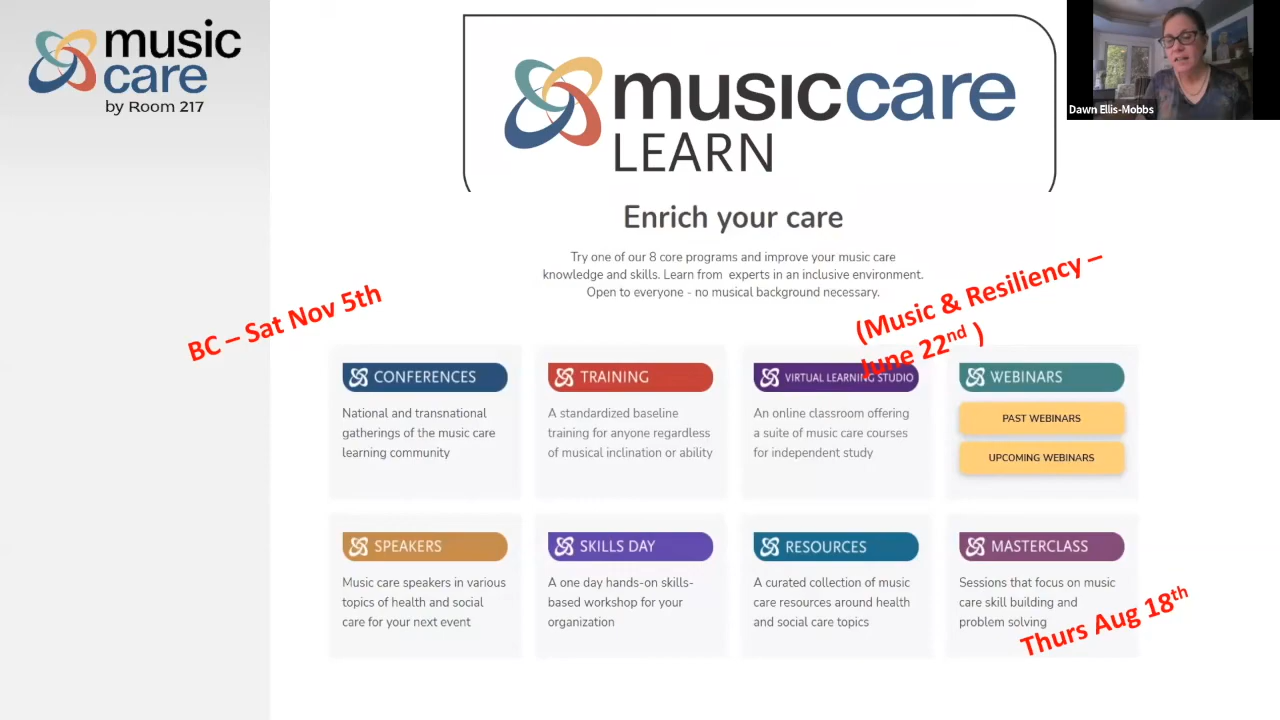 music
care
by Room 217
musiccare
LEARN
Dawn Ellis-Mobbs
Enrich your care
Try one of our 8 core programs and improve your music care
knowledge and skills. Learn from experts in an inclusive environment.
Open to everyone - no musical background necessary.
BC – Sat Nov 5th
(Music & Resiliency –
June 22nd )
CONFERENCES
National and transnational
gatherings of the music care
learning community
TRAINING
A standardized baseline
training for anyone regardless
of musical inclination or ability
VIRTUAL LEARNING STUDIO
An online classroom offering
a suite of music care courses
for independent study
WEBINARS
PAST WEBINARS
UPCOMING WEBINARS
SPEAKERS
Music care speakers in various
topics of health and social
care for your next event
SKILLS DAY
A one day hands-on skills-
based workshop for your
organization
RESOURCES
A curated collection of music
care resources around health
and social care topics
MASTERCLASS
Sessions that focus on music
care skill building and
problem solving
Thurs Aug 18th